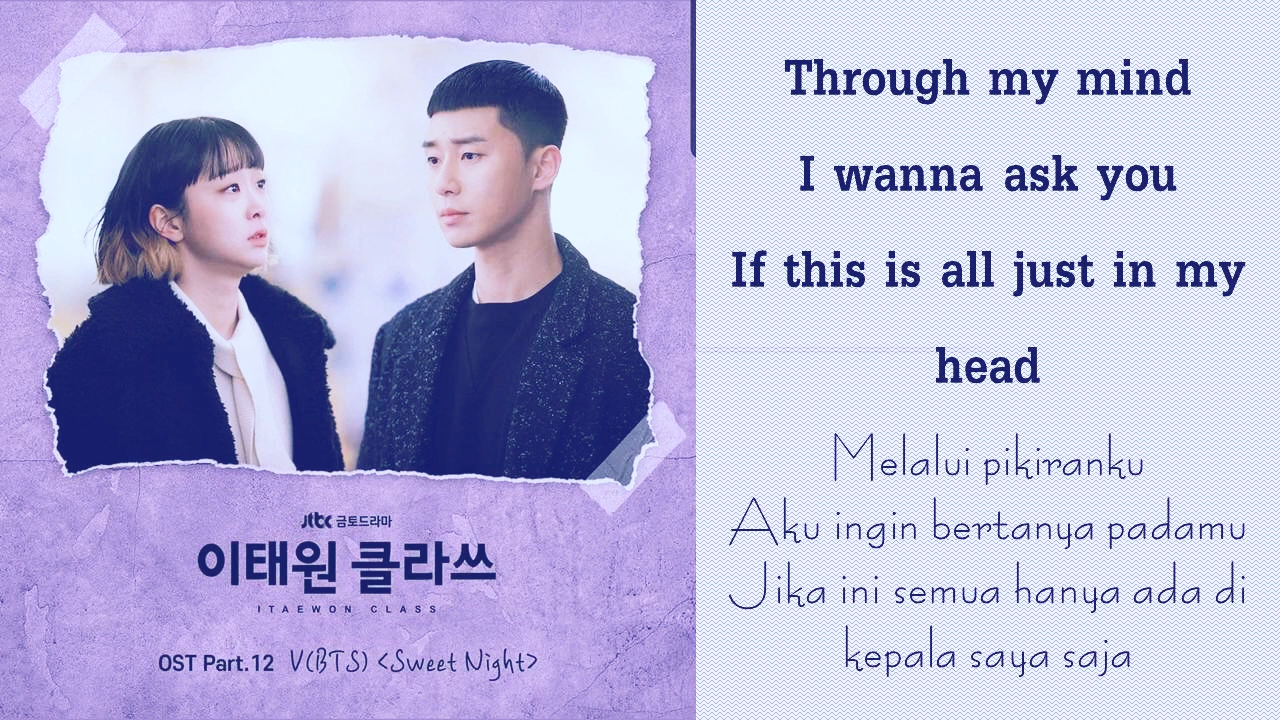 jtbc 금토드라마
이태원 클라쓰
ITAEWON CLASS
OST Part.12 V(BTS) <Sweet Night>
Through my mind
I wanna ask you
If this is all just in my
head
Melalui pikiranku
Aku ingin bertanya padamu
Jika ini semua hanya ada di
kepala saya saja